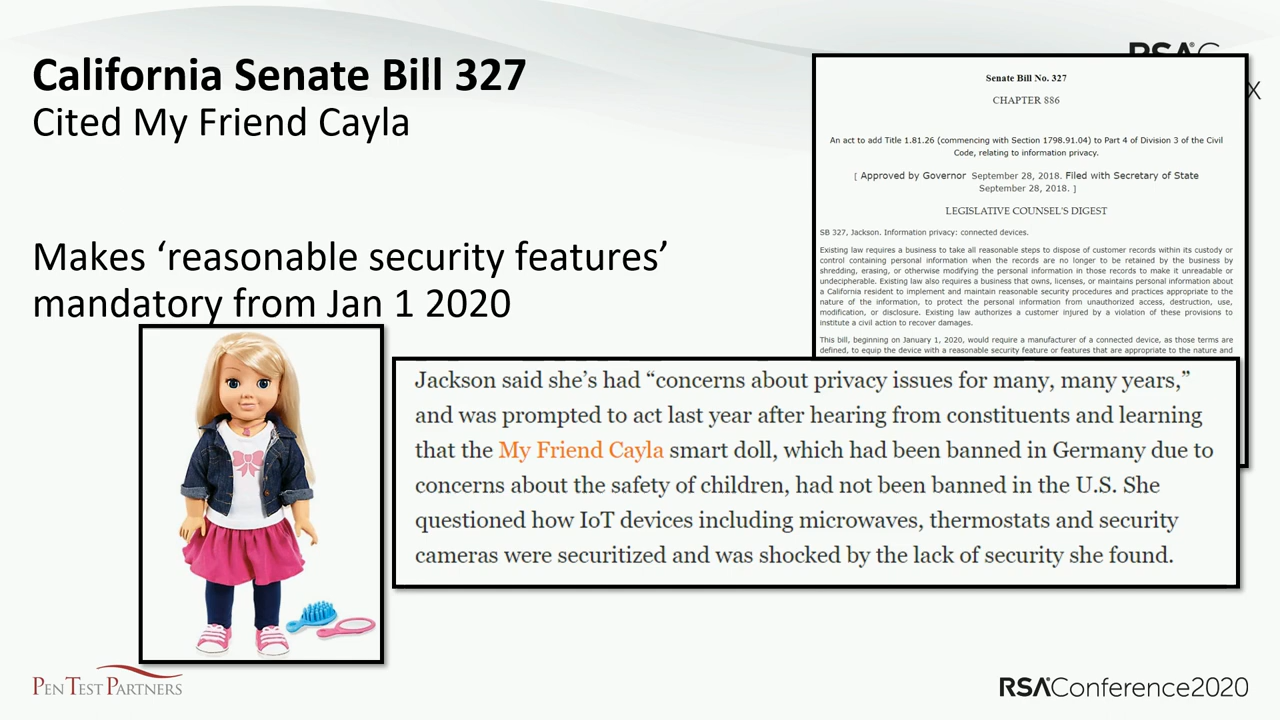 California Senate Bill 327
Cited My Friend Cayla
Makes ‘reasonable security features’
mandatory from Jan 1 2020
RSAC
X
Senate Bill No. 327
CHAPTER 886
An act to add Title 1.81.26 (commencing with Section 1798.91.04) to Part 4 of Division 3 of the Civil
Code, relating to information privacy.
[ Approved by Governor September 28, 2018. Filed with Secretary of State
September 28, 2018. ]
LEGISLATIVE COUNSEL'S DIGEST
SB 327, Jackson. Information privacy: connected devices.
Existing law requires a business to take all reasonable steps to dispose of customer records within its custody or
control containing personal information when the records are no longer to be retained by the business by
shredding, erasing, or otherwise modifying the personal information in those records to make it unreadable or
undecipherable. Existing law also requires a business that owns, licenses, or maintains personal information about
a California resident to implement and maintain reasonable security procedures and practices appropriate to the
nature of the information, to protect the personal information from unauthorized access, destruction, use,
modification, or disclosure. Existing law authorizes a customer injured by a violation of these provisions to
institute a civil action to recover damages.
This bill, beginning on January 1, 2020, would require a manufacturer of a connected device, as those terms are
defined, to equip the device with a reasonable security feature or features that are appropriate to the nature and
Jackson said she’s had “concerns about privacy issues for many, many years,”
and was prompted to act last year after hearing from constituents and learning
that the My Friend Cayla smart doll, which had been banned in Germany due to
concerns about the safety of children, had not been banned in the U.S. She
questioned how IoT devices including microwaves, thermostats and security
cameras were securitized and was shocked by the lack of security she found.
PEN TEST PARTNERS
RSAConference2020